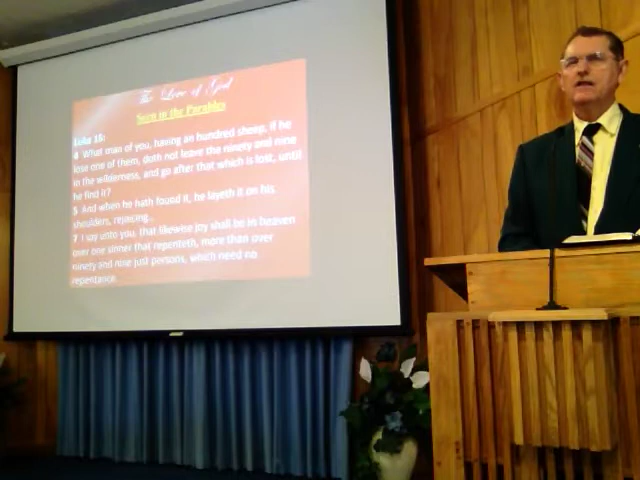 The Love of God
Seen in the Parables
Luke 15:
4 What man of you, having an hundred sheep, if he
lose one of them, doth not leave the ninety and nine
in the wilderness, and go after that which is lost, until
he find it?
5 And when he hath found it, he layeth it on his
shoulders, rejoicing..
7 I say unto you, that likewise joy shall be in heaven
over one sinner that repenteth, more than over
ninety and nine just persons, which need no
repentance